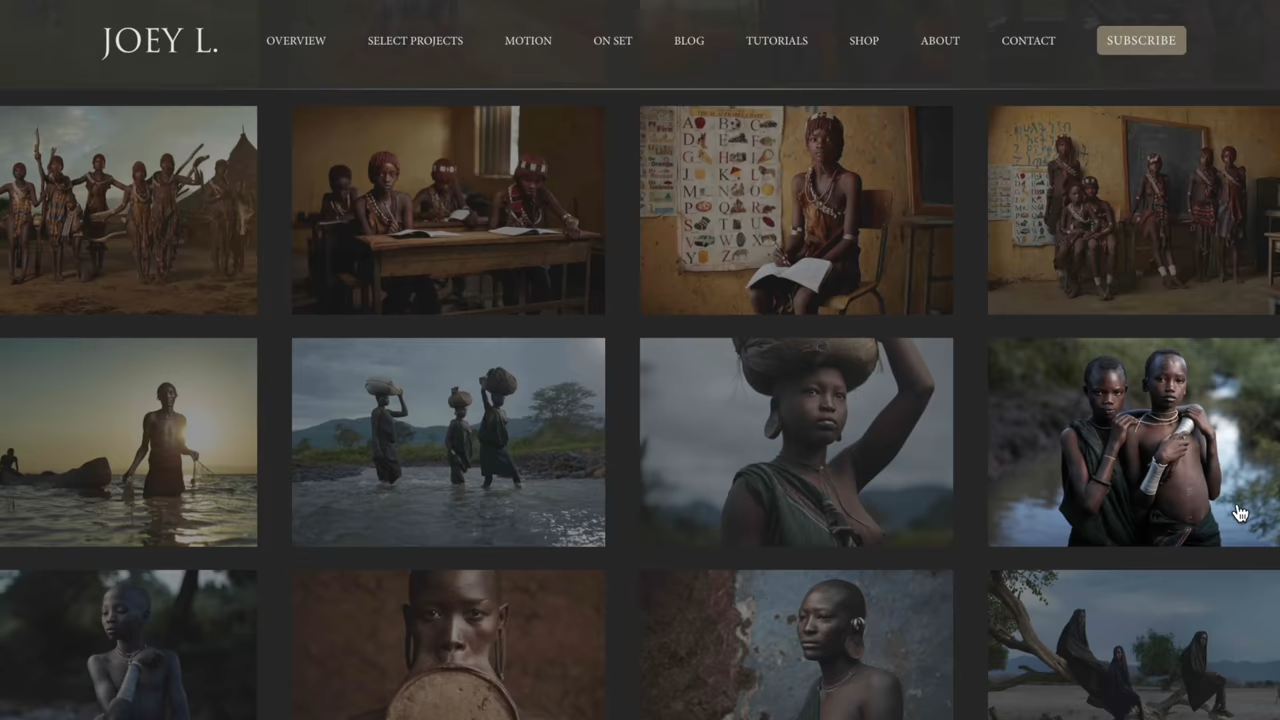 JOEY L.
OVERVIEW
SELECT PROJECTS
MOTION
ON SET
BLOG
TUTORIALS
SHOP
ABOUT
CONTACT
SUBSCRIBE
A B C
D E F
G H I
J K L
M N O
P Q R
S T U
V W X
Y Z